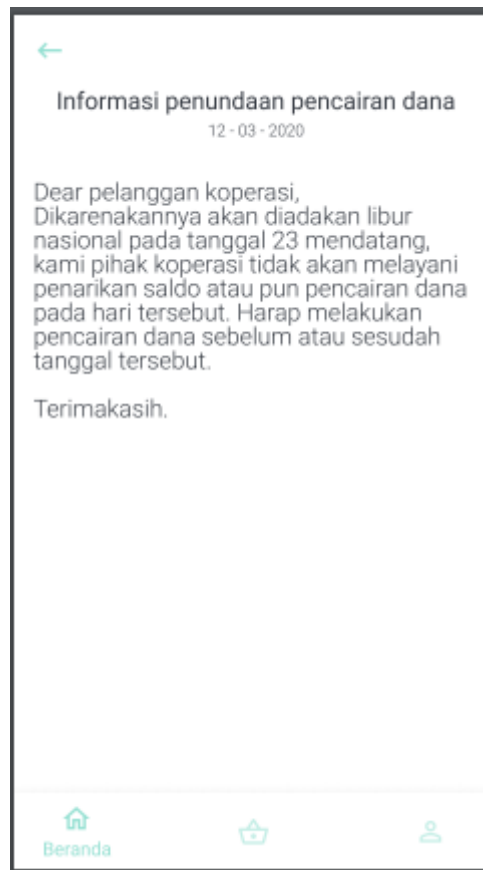 Informasi penundaan pencairan dana
12 - 03 - 2020
Dear pelanggan koperasi,
Dikarenakannya akan diadakan libur
nasional pada tanggal 23 mendatang,
kami pihak koperasi tidak akan melayani
penarikan saldo atau pun pencairan dana
pada hari tersebut. Harap melakukan
pencairan dana sebelum atau sesudah
tanggal tersebut.
Terimakasih.
Beranda